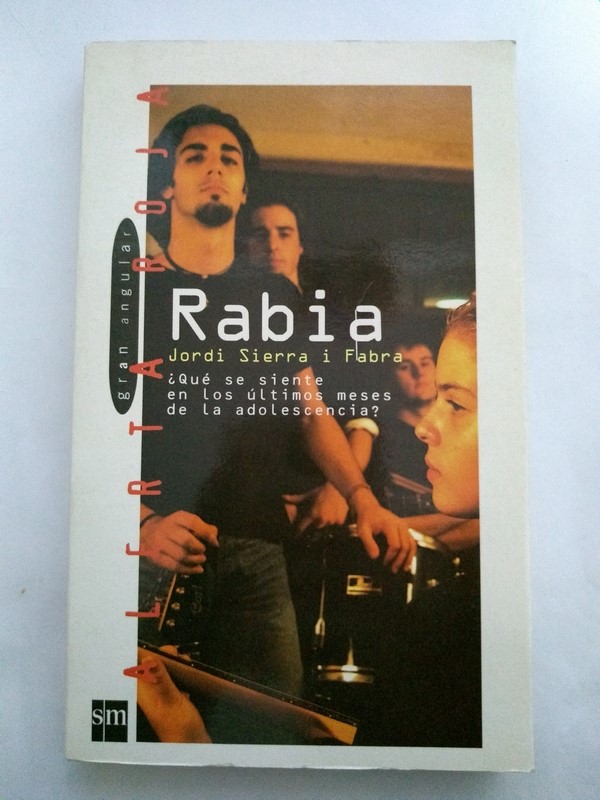 ALERTA ROJA
gran angular
Rabia
Jordi Sierra i Fabra
¿Qué se siente
en los últimos meses
de la adolescencia?
sm